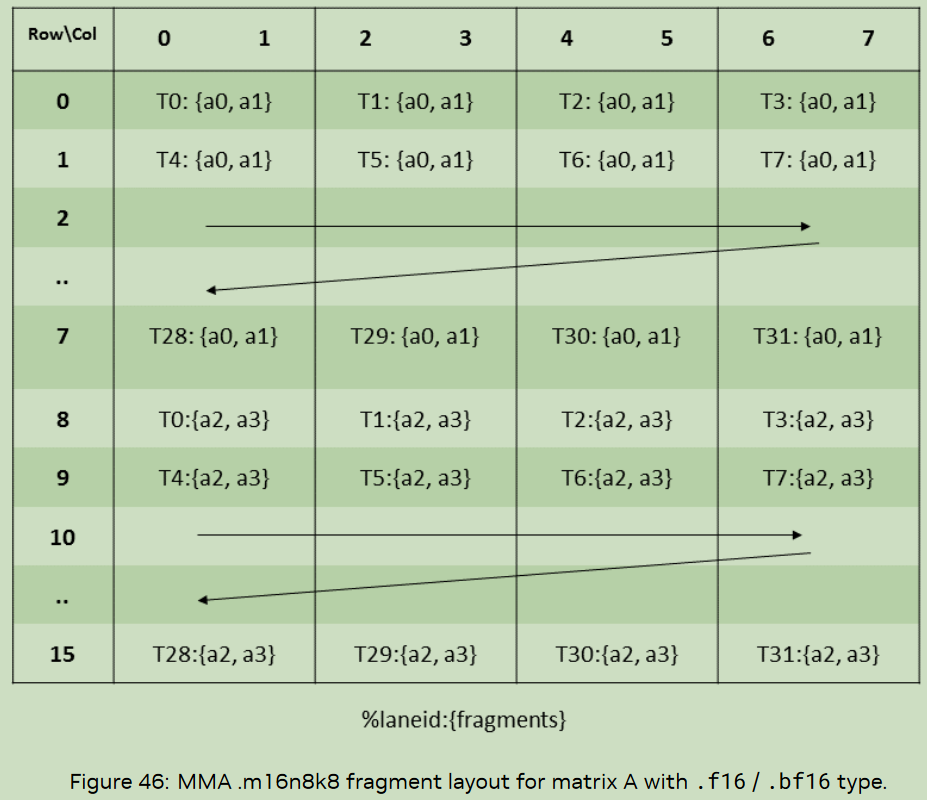 Row\Col 0 1 2 3 4 5 6 7
0 T0: {a0, a1} T1: {a0, a1} T2: {a0, a1} T3: {a0, a1}
1 T4: {a0, a1} T5: {a0, a1} T6: {a0, a1} T7: {a0, a1}
2
..
7 T28: {a0, a1} T29: {a0, a1} T30: {a0, a1} T31: {a0, a1}
8 T0:{a2, a3} T1:{a2, a3} T2:{a2, a3} T3:{a2, a3}
9 T4:{a2, a3} T5:{a2, a3} T6:{a2, a3} T7:{a2, a3}
10
..
15 T28:{a2, a3} T29:{a2, a3} T30:{a2, a3} T31:{a2, a3}
%laneid:{fragments}
Figure 46: MMA .m16n8k8 fragment layout for matrix A with .f16 / .bf16 type.